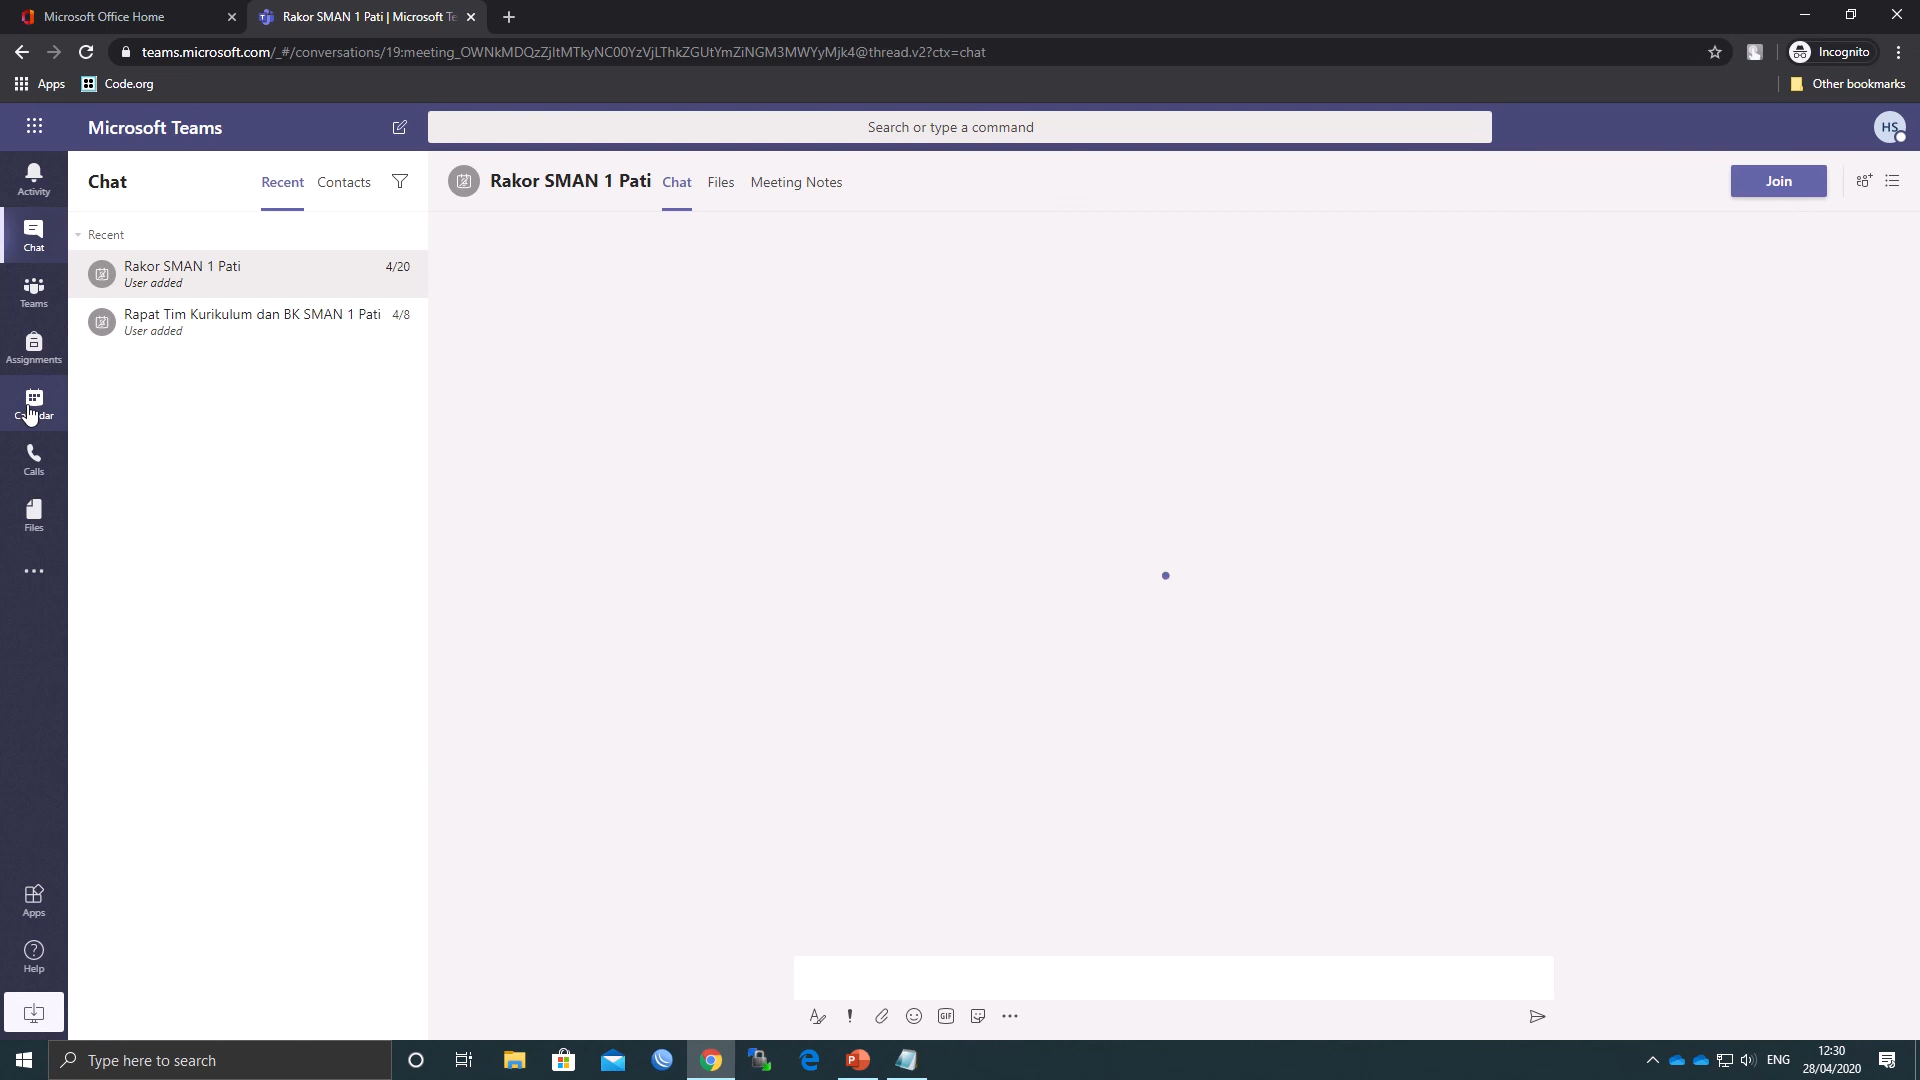 Microsoft Office Home
Rakor SMAN 1 Pati | Microsoft Te
teams.microsoft.com/_#/conversations/19:meeting_OWNkMDQzZjItMTkyNC00YzVjLThkZGUtYmZiNGM3MWYyMjk4@thread.v2?ctx=chat
Incognito
Apps
Code.org
Other bookmarks
Microsoft Teams
Search or type a command
HS
Activity
Chat
Teams
Assignments
Calls
Files
Apps
Help
Chat
Recent
Contacts
Recent
Rakor SMAN 1 Pati
4/20
User added
Rapat Tim Kurikulum dan BK SMAN 1 Pati
4/8
User added
Rakor SMAN 1 Pati
Chat
Files
Meeting Notes
Join
GIF
Type here to search
ENG
12:30
28/04/2020